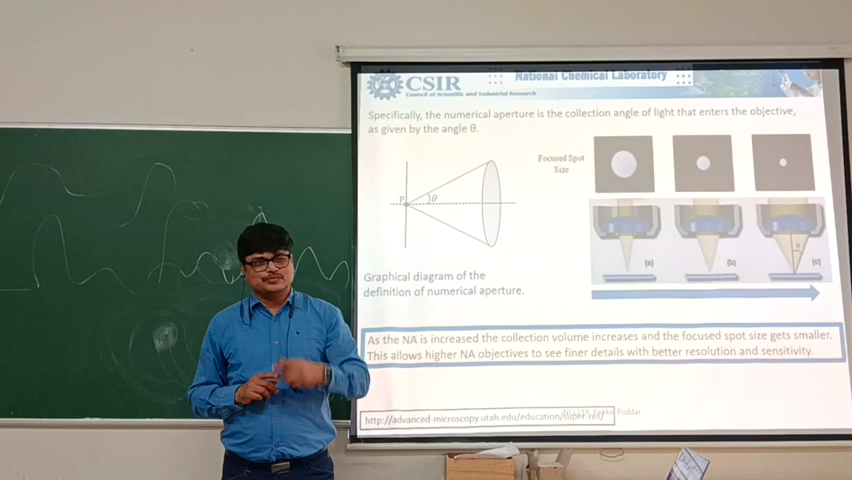 CSIR
Council of Scientific and Industrial Research
National Chemical Laboratory
Specifically, the numerical aperture is the collection angle of light that enters the objective,
as given by the angle θ.
Focused Spot
Size
P
θ
θ
(a)
(b)
(c)
Graphical diagram of the
definition of numerical aperture.
As the NA is increased the collection volume increases and the focused spot size gets smaller.
This allows higher NA objectives to see finer details with better resolution and sensitivity.
Poddar
http://advanced-microscopy.utah.edu/education/